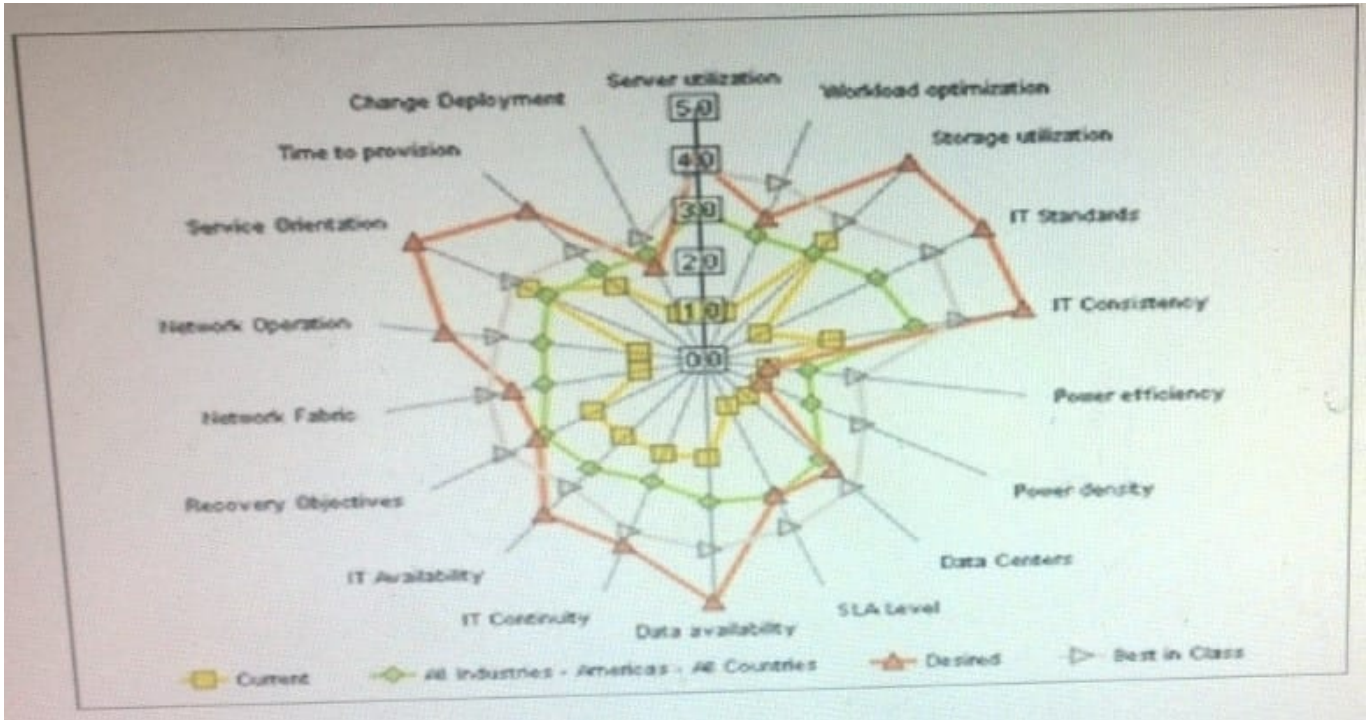 Server utilization
Workload optimization
Storage utilization
IT Standards
IT Consistency
Power efficiency
Power density
Data Centers
SLA Level
Data availability
IT Continuity
IT Availability
Recovery Objectives
Network Fabric
Network Operation
Service Orientation
Time to provision
Change Deployment
5.0
4.0
3.0
2.0
1.0
0.0
Current
All Industries - Americas - All Countries
Desired
Best in Class